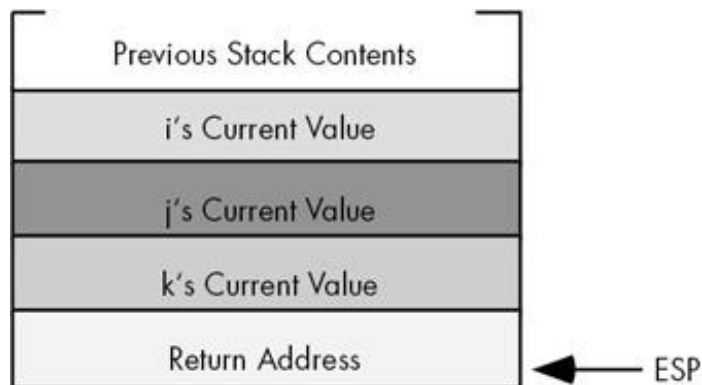 Previous Stack Contents
i's Current Value
j's Current Value
k's Current Value
Return Address
ESP